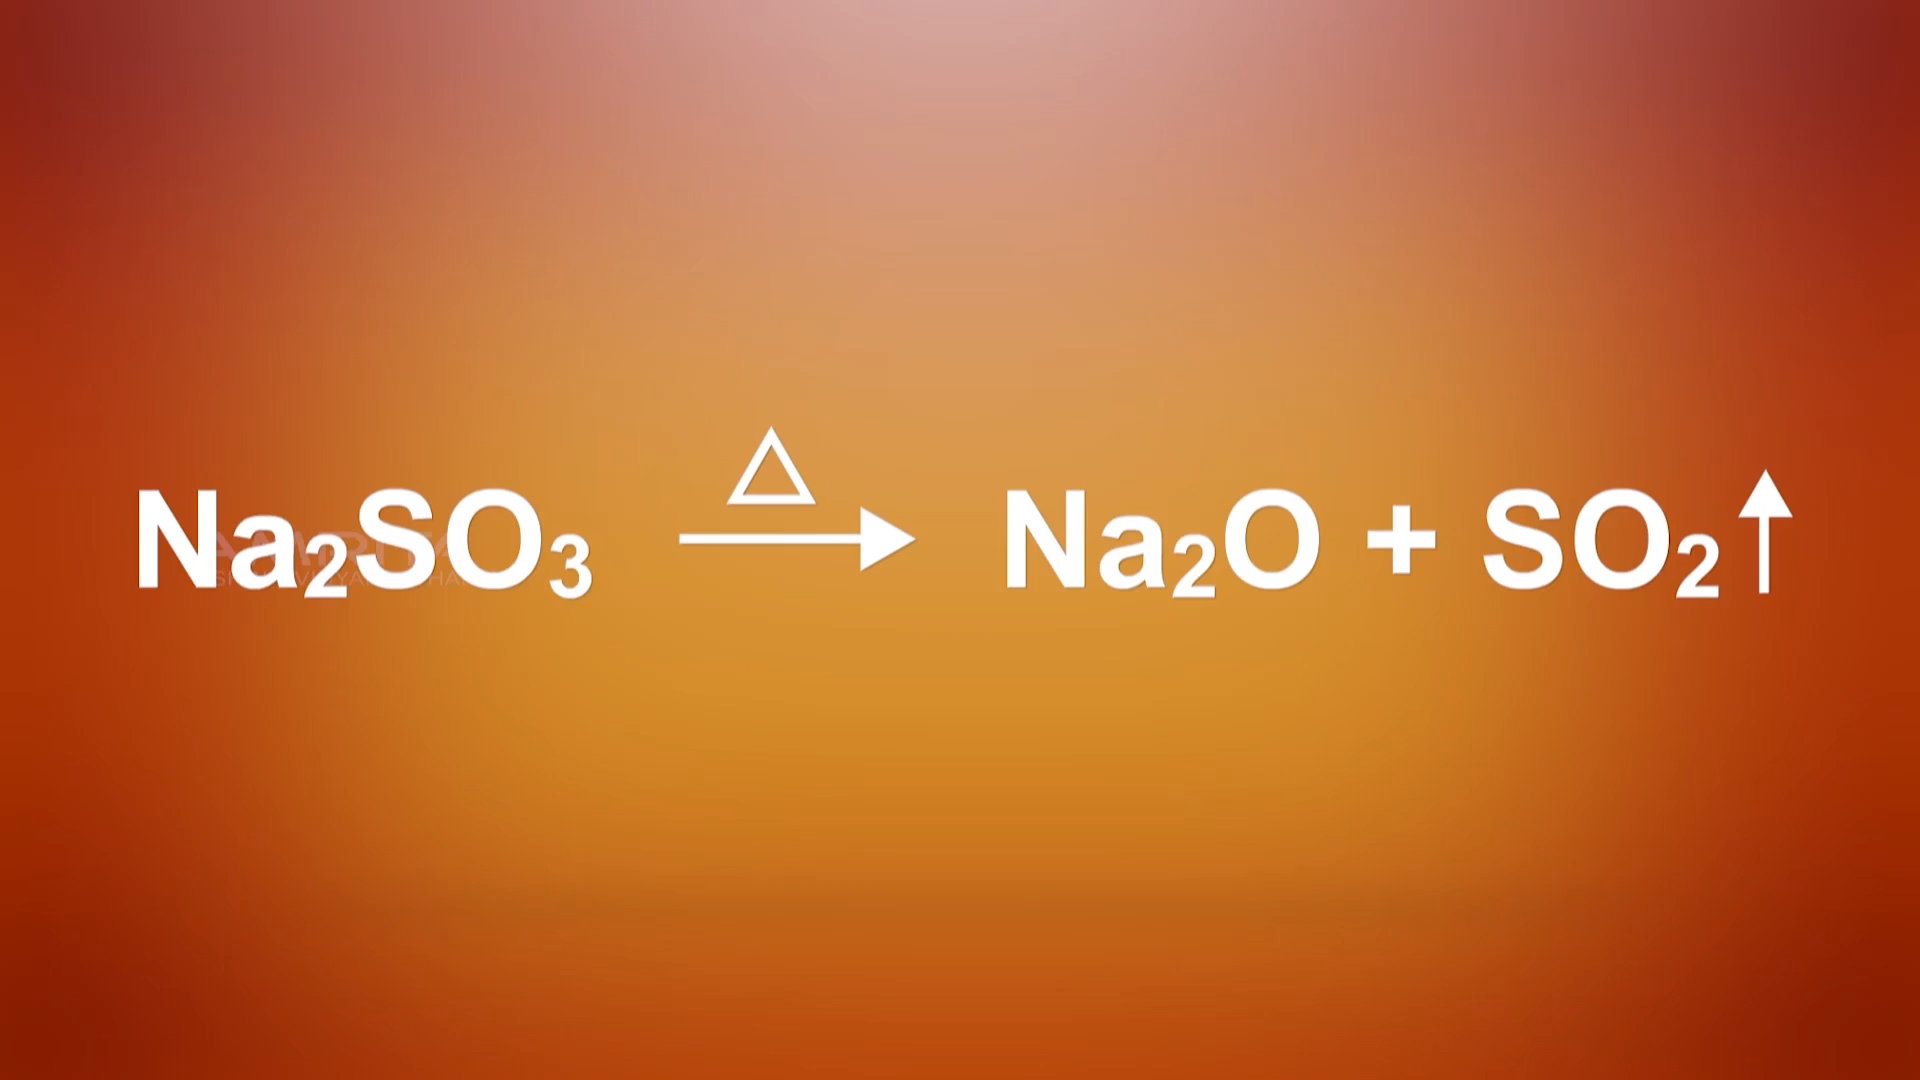 Na₂SO₃ △→ Na₂O + SO₂↑